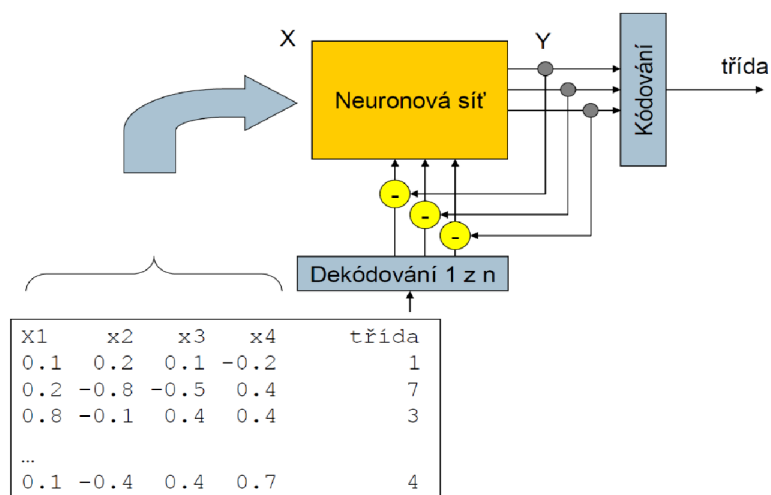 X
Y
Neuronová síť
Kódování
třída
-
-
-
Dekódování 1 z n
X1 x2 x3 x4 třída
0.1 0.2 0.1 -0.2 1
0.2 -0.8 -0.5 0.4 7
0.8 -0.1 0.4 0.4 3
…
0.1 -0.4 0.4 0.7 4